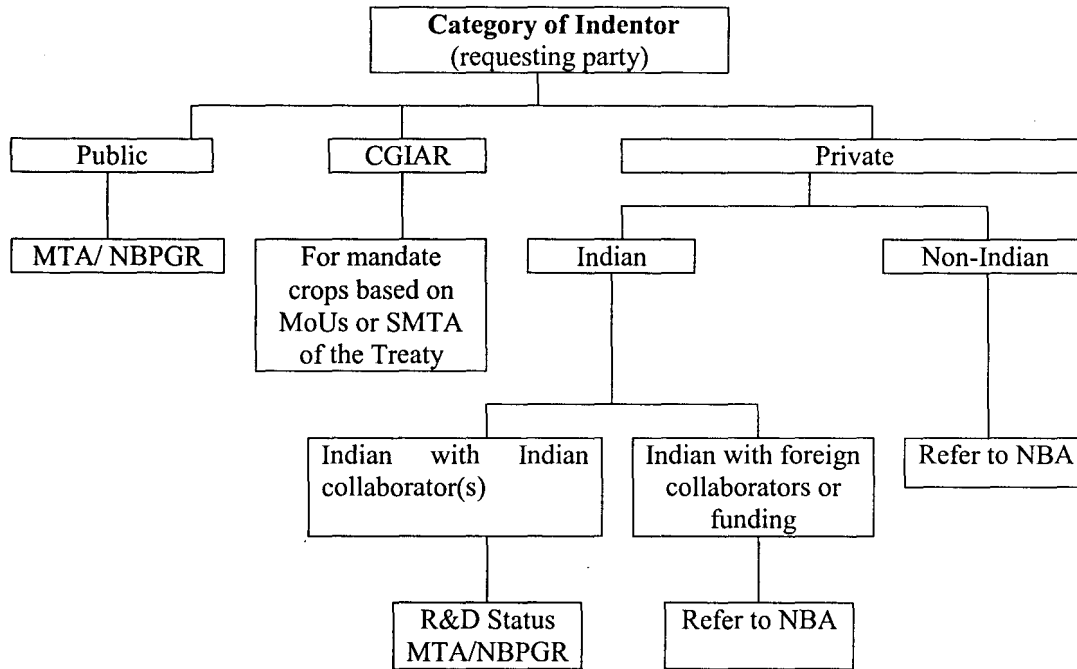 Category of Indentor
(requesting party)
Public
CGIAR
Private
MTA/ NBPGR
For mandate
crops based on
MoUs or SMTA
of the Treaty
Indian
Non-Indian
Indian with Indian
collaborator(s)
Indian with foreign
collaborators or
funding
Refer to NBA
R&D Status
MTA/NBPGR
Refer to NBA